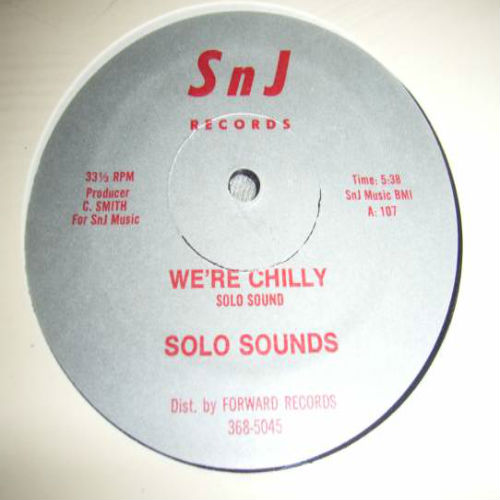 SnJ
RECORDS
33⅓ RPM
Producer
C. SMITH
For SnJ Music
Time: 5:38
SnJ Music BMI
A: 107
WE'RE CHILLY
SOLO SOUND
SOLO SOUNDS
Dist. by FORWARD RECORDS
368-5045